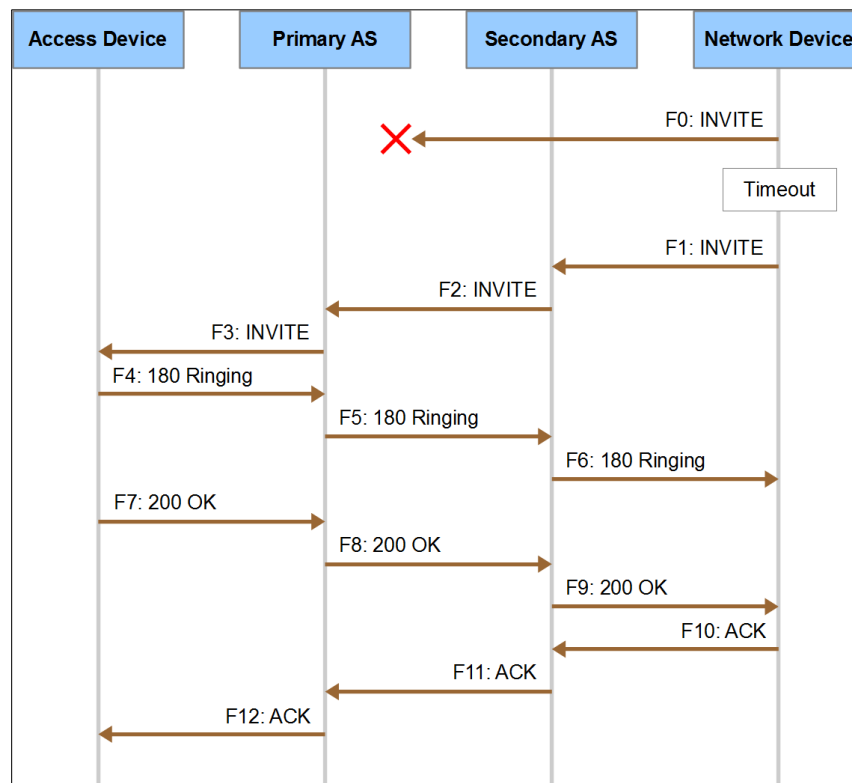 Access Device
Primary AS
Secondary AS
Network Device
F0: INVITE
Timeout
F1: INVITE
F2: INVITE
F3: INVITE
F4: 180 Ringing
F5: 180 Ringing
F6: 180 Ringing
F7: 200 OK
F8: 200 OK
F9: 200 OK
F10: ACK
F11: ACK
F12: ACK